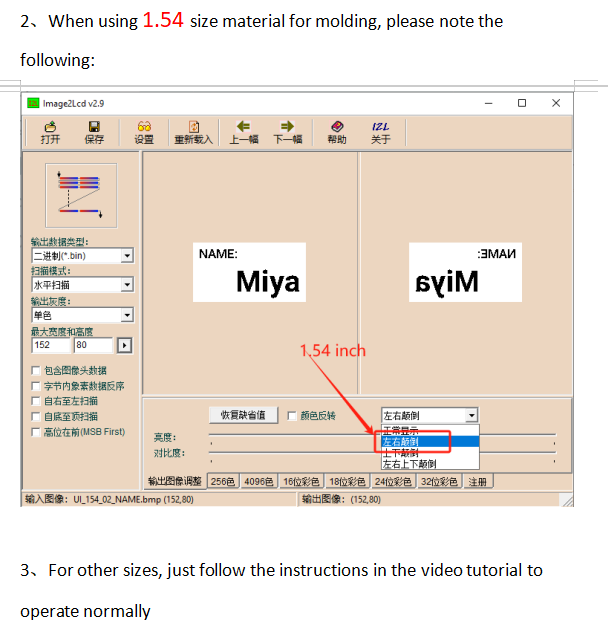 2、When using 1.54 size material for molding, please note the
following:
Image2Lcd v2.9
打开 保存 设置 重新载入 上一幅 下一幅 帮助 关于
IZL
输出数据类型:
二进制(*.bin)
扫描模式:
水平扫描
输出灰度:
单色
最大宽度和高度
152 80
包含图像头数据
字节内象素数据反序
自右至左扫描
自底至顶扫描
高位在前(MSB First)
NAME:
Miya
NAME:
Miya
1.54 inch
恢复缺省值 颜色反转 左右颠倒
正常显示
左右颠倒
上下颠倒
左右上下颠倒
亮度:
对比度:
输出图像调整 256色 4096色 16位彩色 18位彩色 24位彩色 32位彩色 注册
输入图像: UI_154_02_NAME.bmp (152,80) 输出图像: (152,80)
3、For other sizes, just follow the instructions in the video tutorial to
operate normally